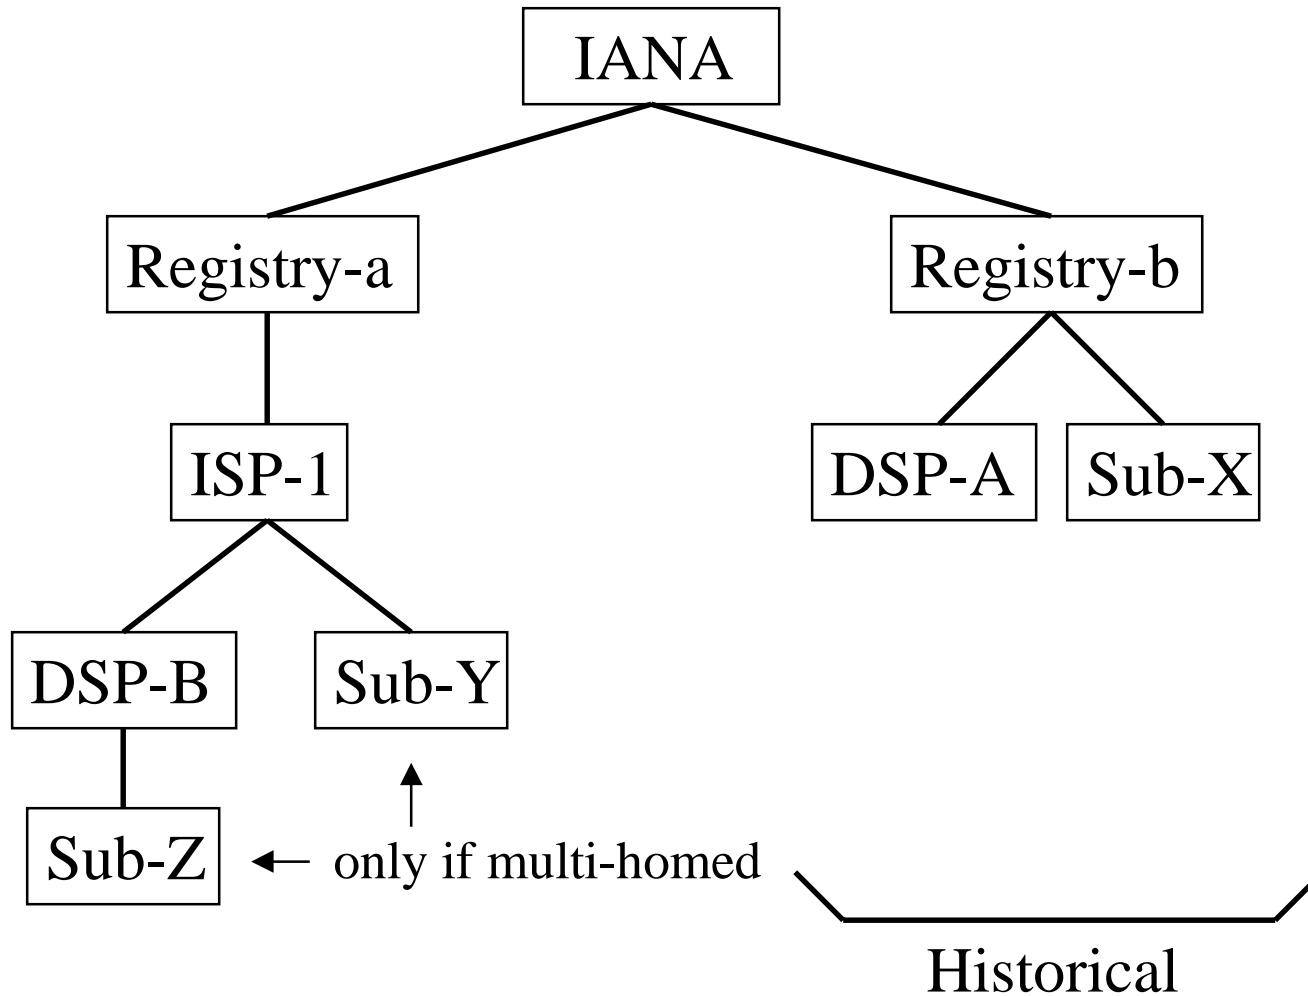 IANA
Registry-a
Registry-b
ISP-1
DSP-A
Sub-X
DSP-B
Sub-Y
Sub-Z
only if multi-homed
Historical